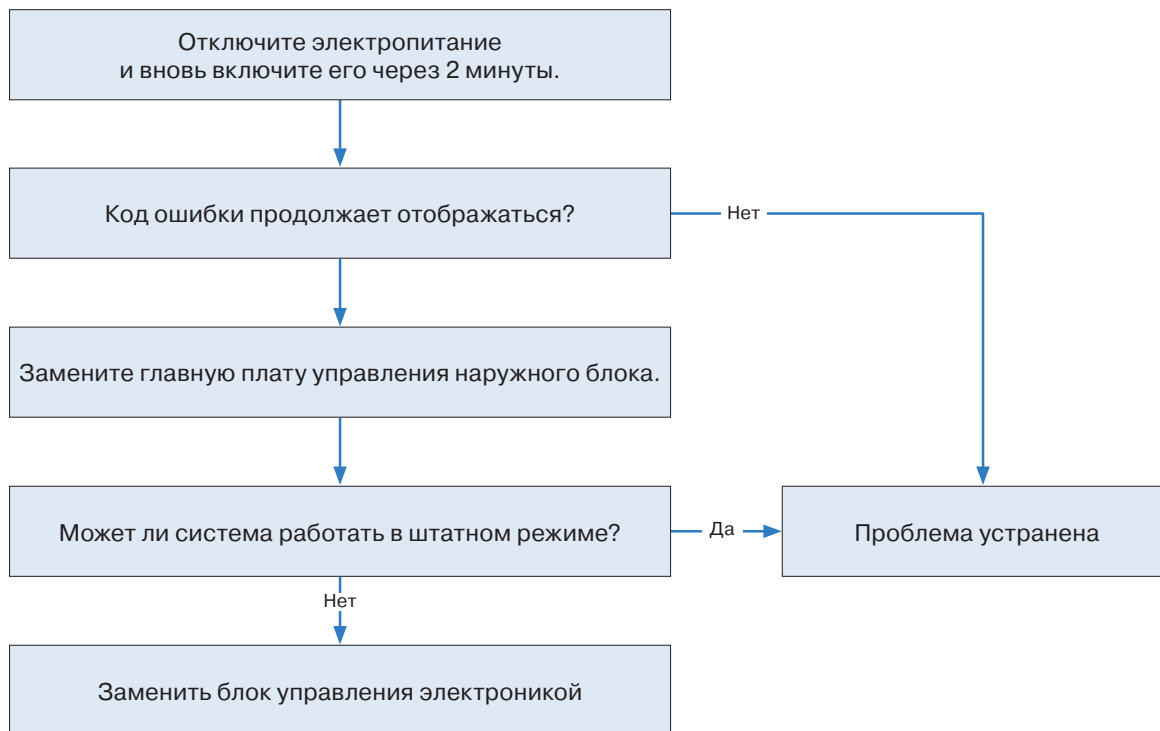 Отключите электропитание
и вновь включите его через 2 минуты.
Код ошибки продолжает отображаться?
Нет
Замените главную плату управления наружного блока.
Может ли система работать в штатном режиме?
Да
Проблема устранена
Нет
Заменить блок управления электроникой